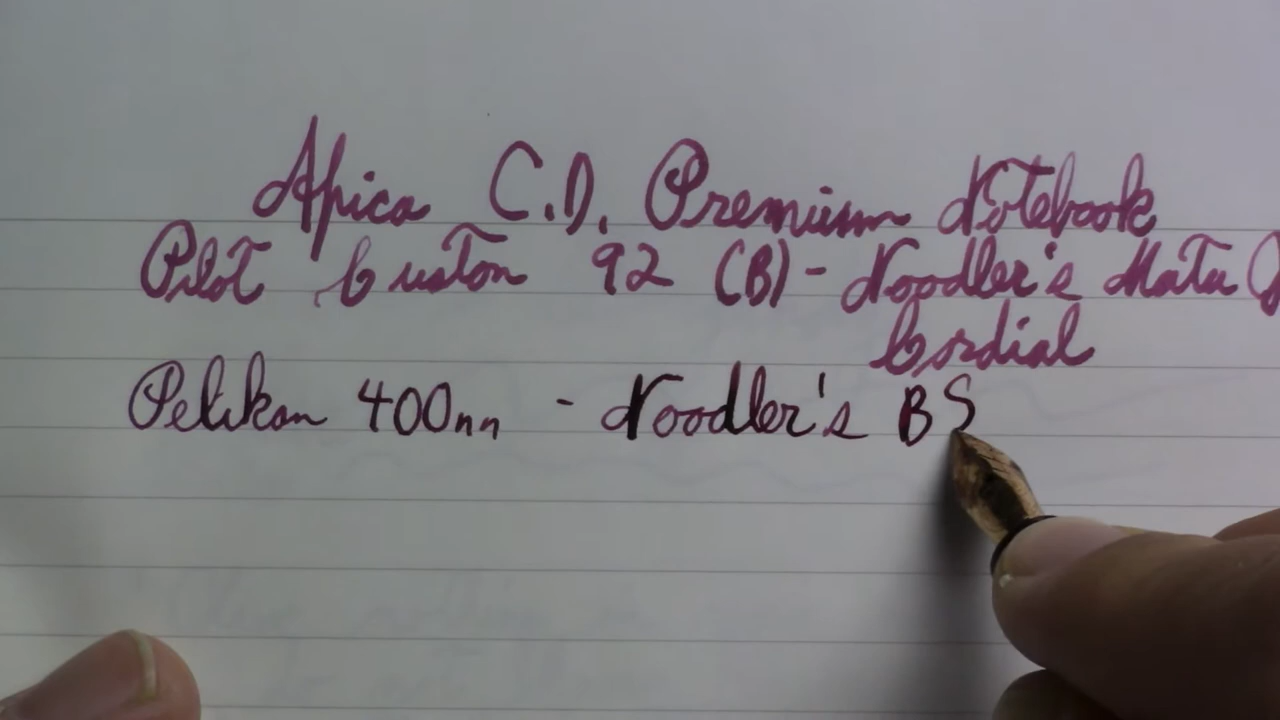 Apica C.D. Premium Notebook
Pilot Custom 92 (B) - Noodler's Mata
Cordial
Pelikan 400nn - Noodler's BS